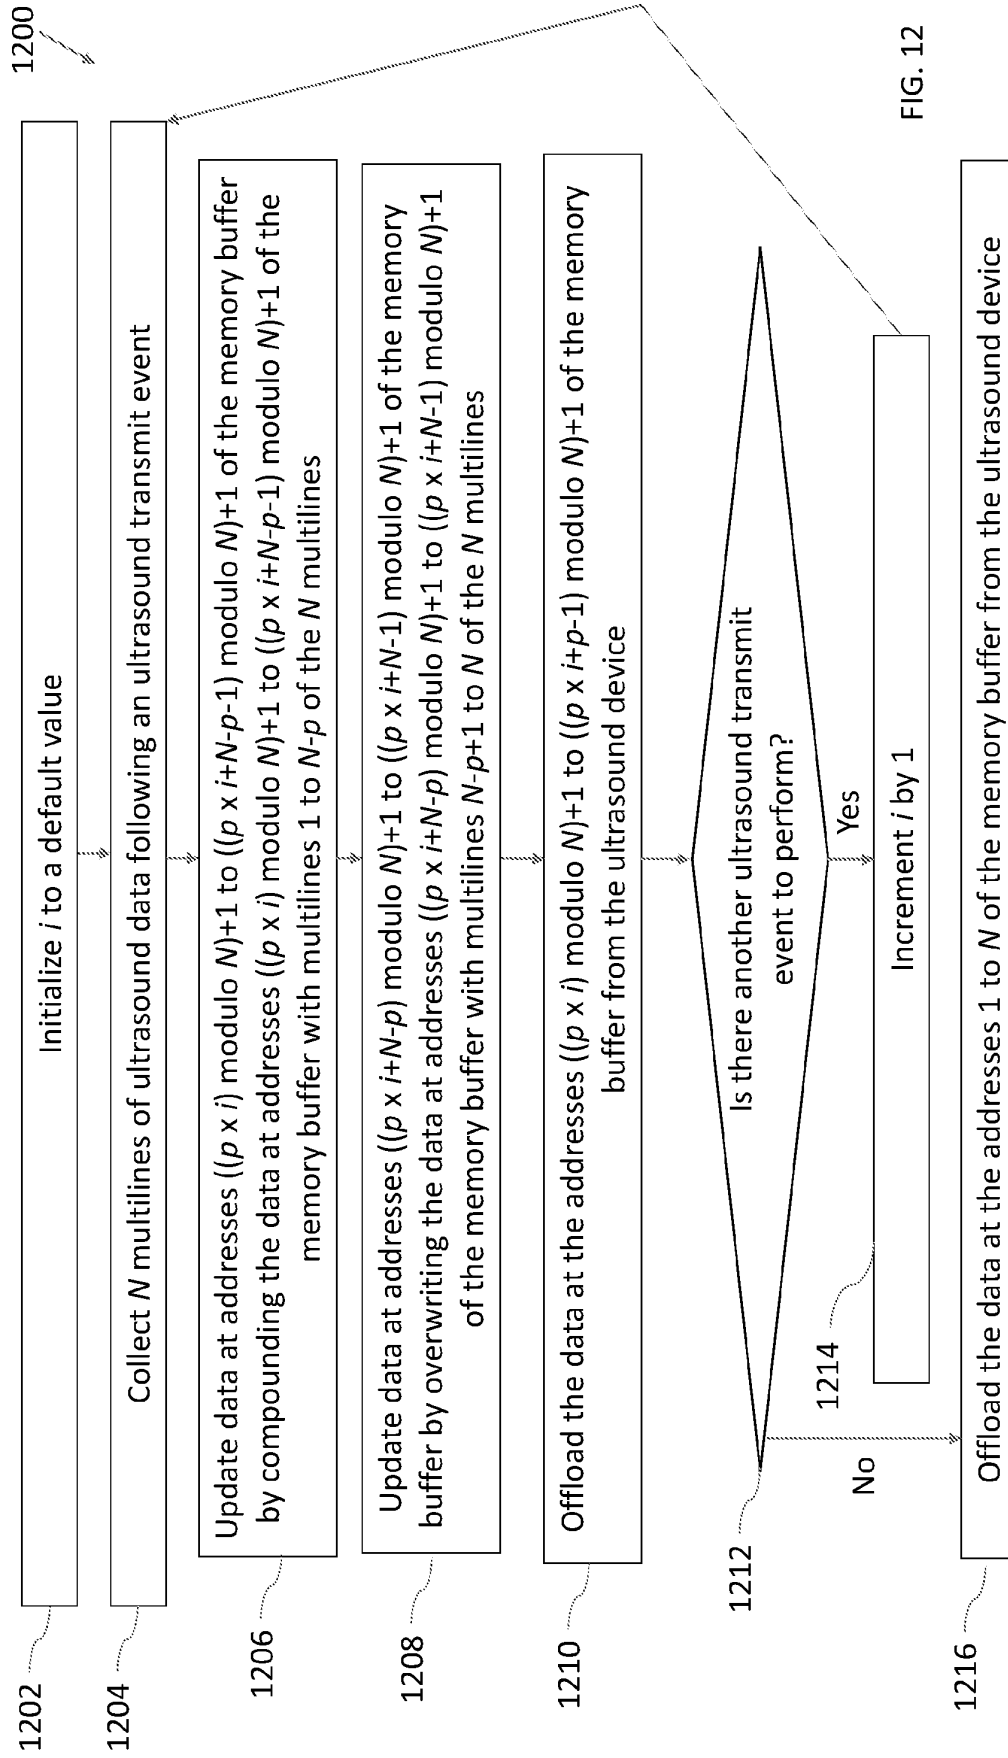 1200
1202
Initialize i to a default value
1204
Collect N multilines of ultrasound data following an ultrasound transmit event
1206
Update data at addresses ((p x i) modulo N)+1 to ((p x i+N-p-1) modulo N)+1 of the memory buffer
by compounding the data at addresses ((p x i) modulo N)+1 to ((p x i+N-p-1) modulo N)+1 of the
memory buffer with multilines 1 to N-p of the N multilines
1208
Update data at addresses ((p x i+N-p) modulo N)+1 to ((p x i+N-1) modulo N)+1 of the memory
buffer by overwriting the data at addresses ((p x i+N-p) modulo N)+1 to ((p x i+N-1) modulo N)+1
of the memory buffer with multilines N-p+1 to N of the N multilines
1210
Offload the data at the addresses ((p x i) modulo N)+1 to ((p x i+p-1) modulo N)+1 of the memory
buffer from the ultrasound device
1212
Is there another ultrasound transmit
event to perform?
No
Yes
1214
Increment i by 1
1216
Offload the data at the addresses 1 to N of the memory buffer from the ultrasound device
FIG. 12